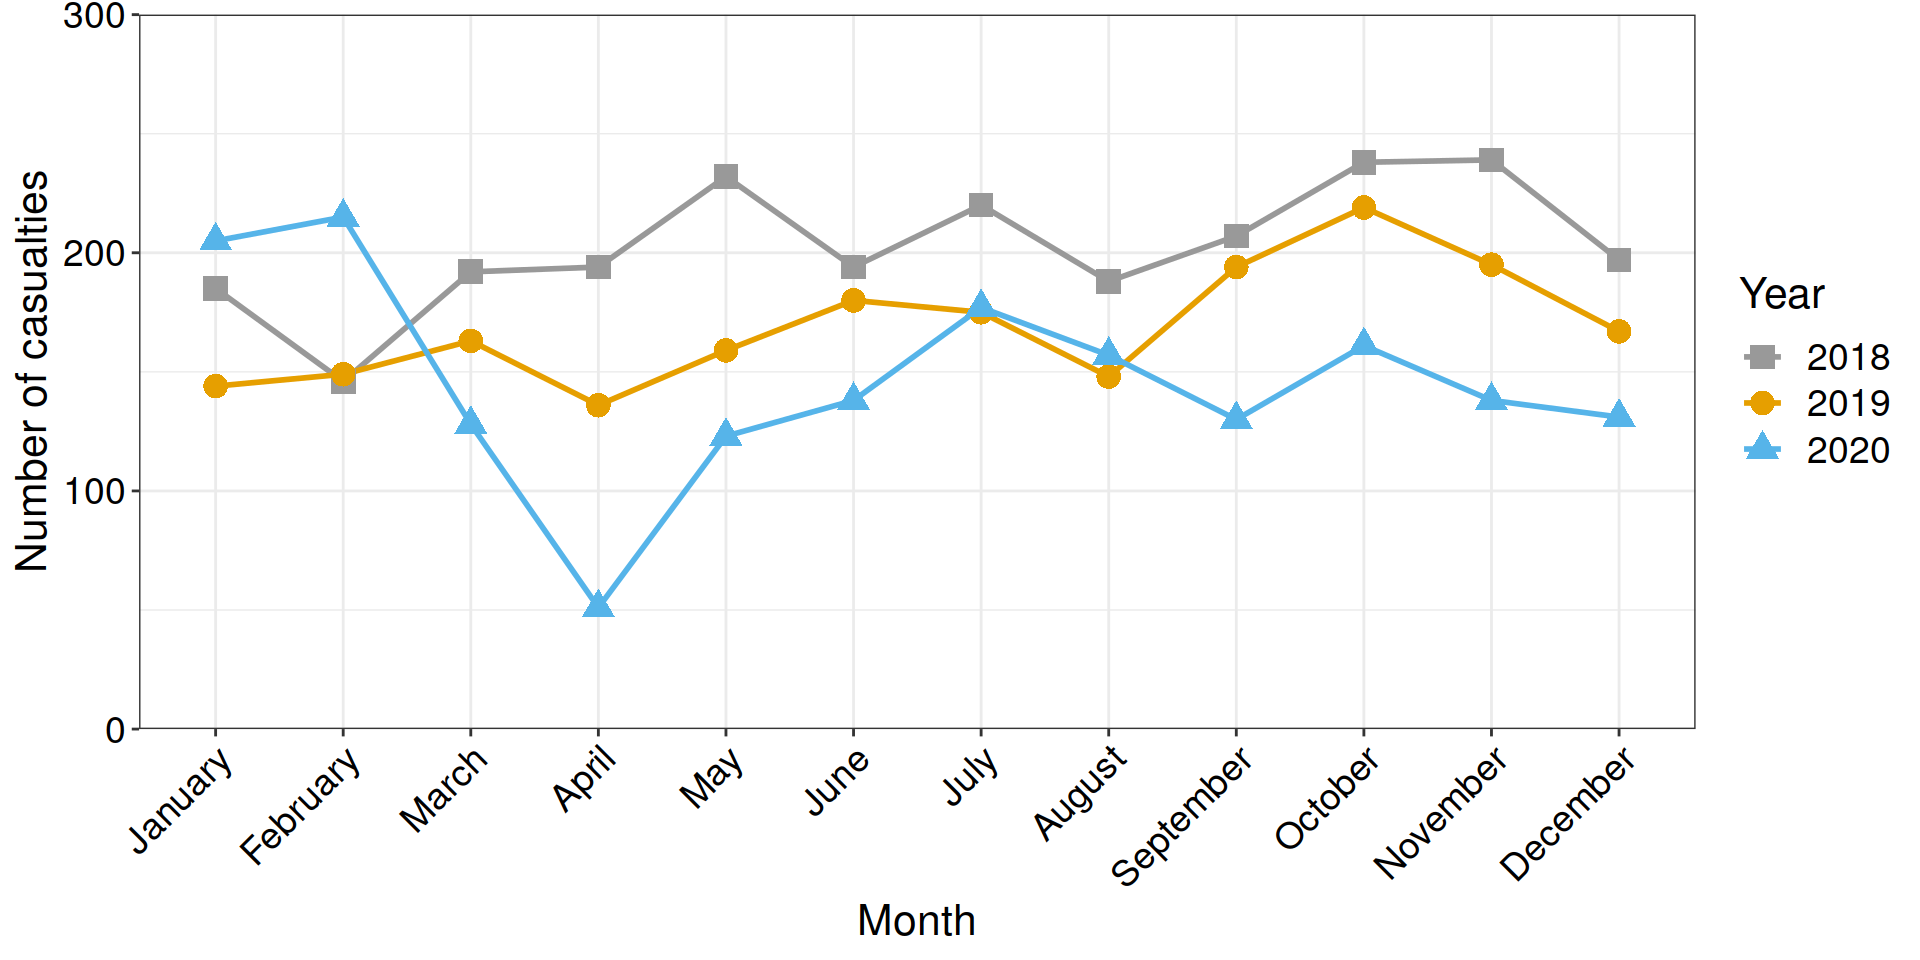 Number of casualties
300
200
100
0
January
February
March
April
May
June
July
August
September
October
November
December
Month
Year
2018
2019
2020